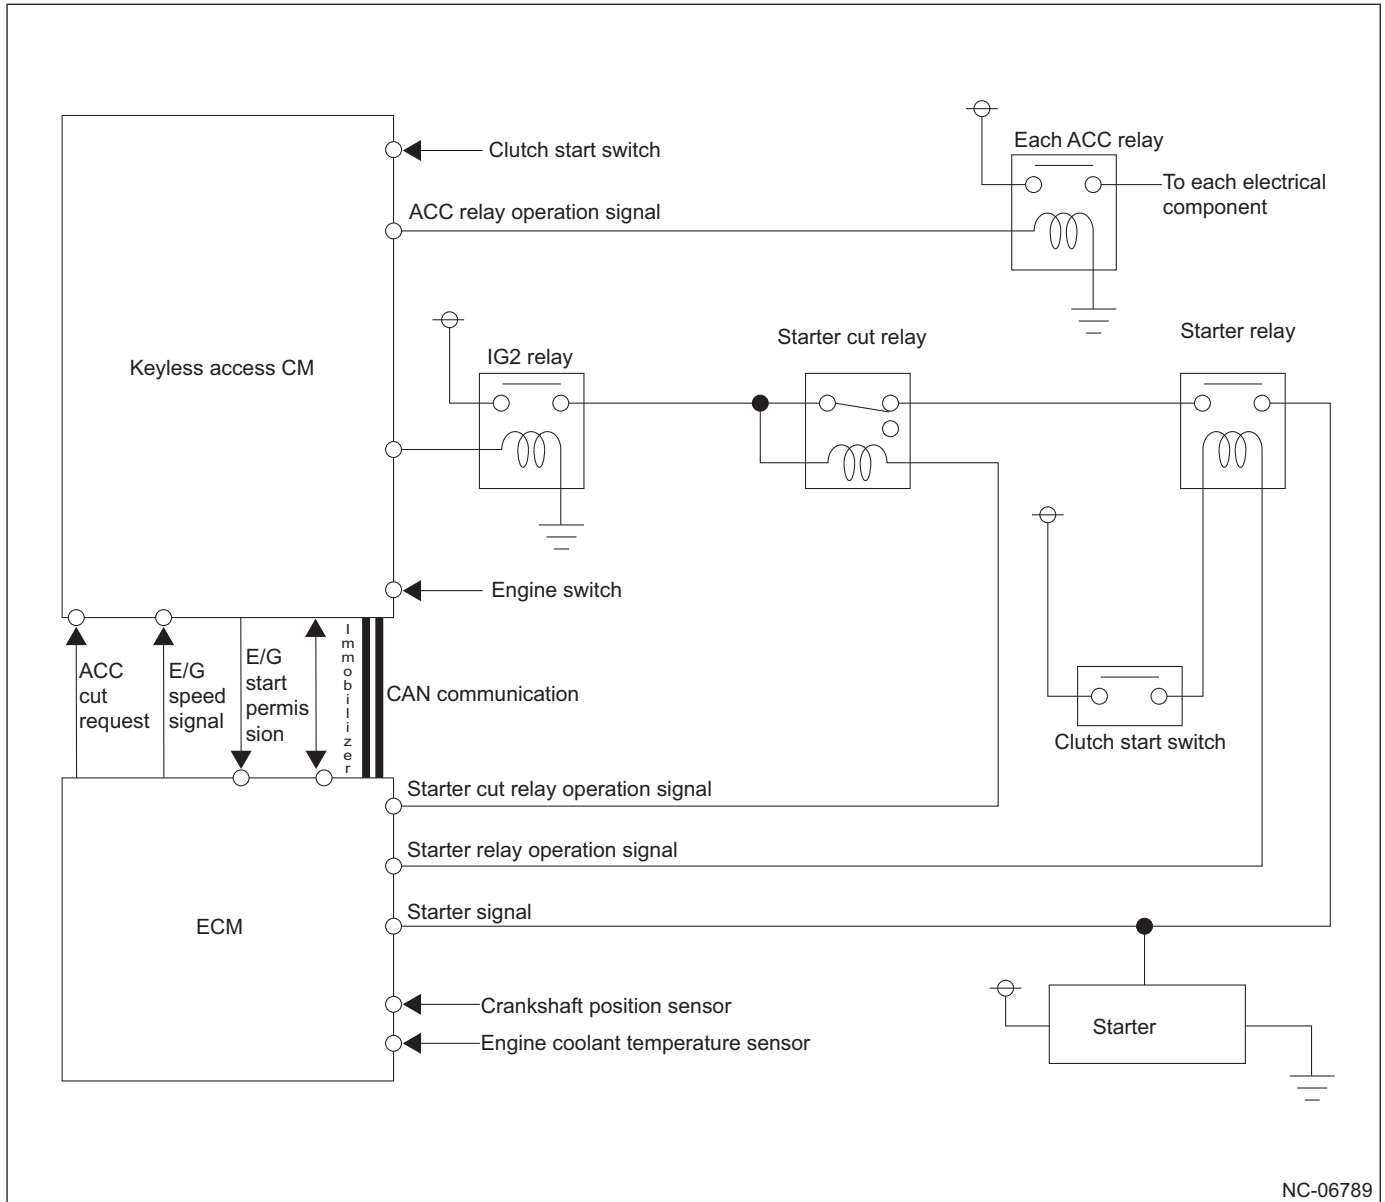 Each ACC relay
Clutch start switch
To each electrical
component
ACC relay operation signal
Starter relay
Starter cut relay
IG2 relay
Keyless access CM
Engine switch
ACC
cut
request
E/G
speed
signal
E/G
start
permis
sion
Immobilizer
CAN communication
Clutch start switch
Starter cut relay operation signal
Starter relay operation signal
Starter signal
ECM
Crankshaft position sensor
Starter
Engine coolant temperature sensor
NC-06789